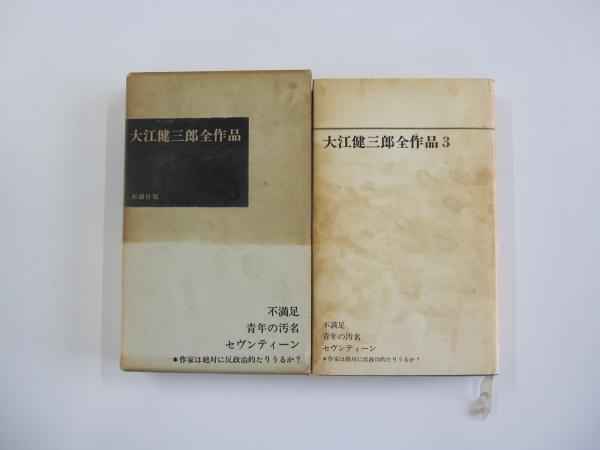 大江健三郎全作品
新潮社版
不満足
青年の汚名
セヴンティーン
*作家は絶対に反政治的たりうるか?
大江健三郎全作品3
不満足
青年の汚名
セヴンティーン
*作家は絶対に反政治的たりうるか?